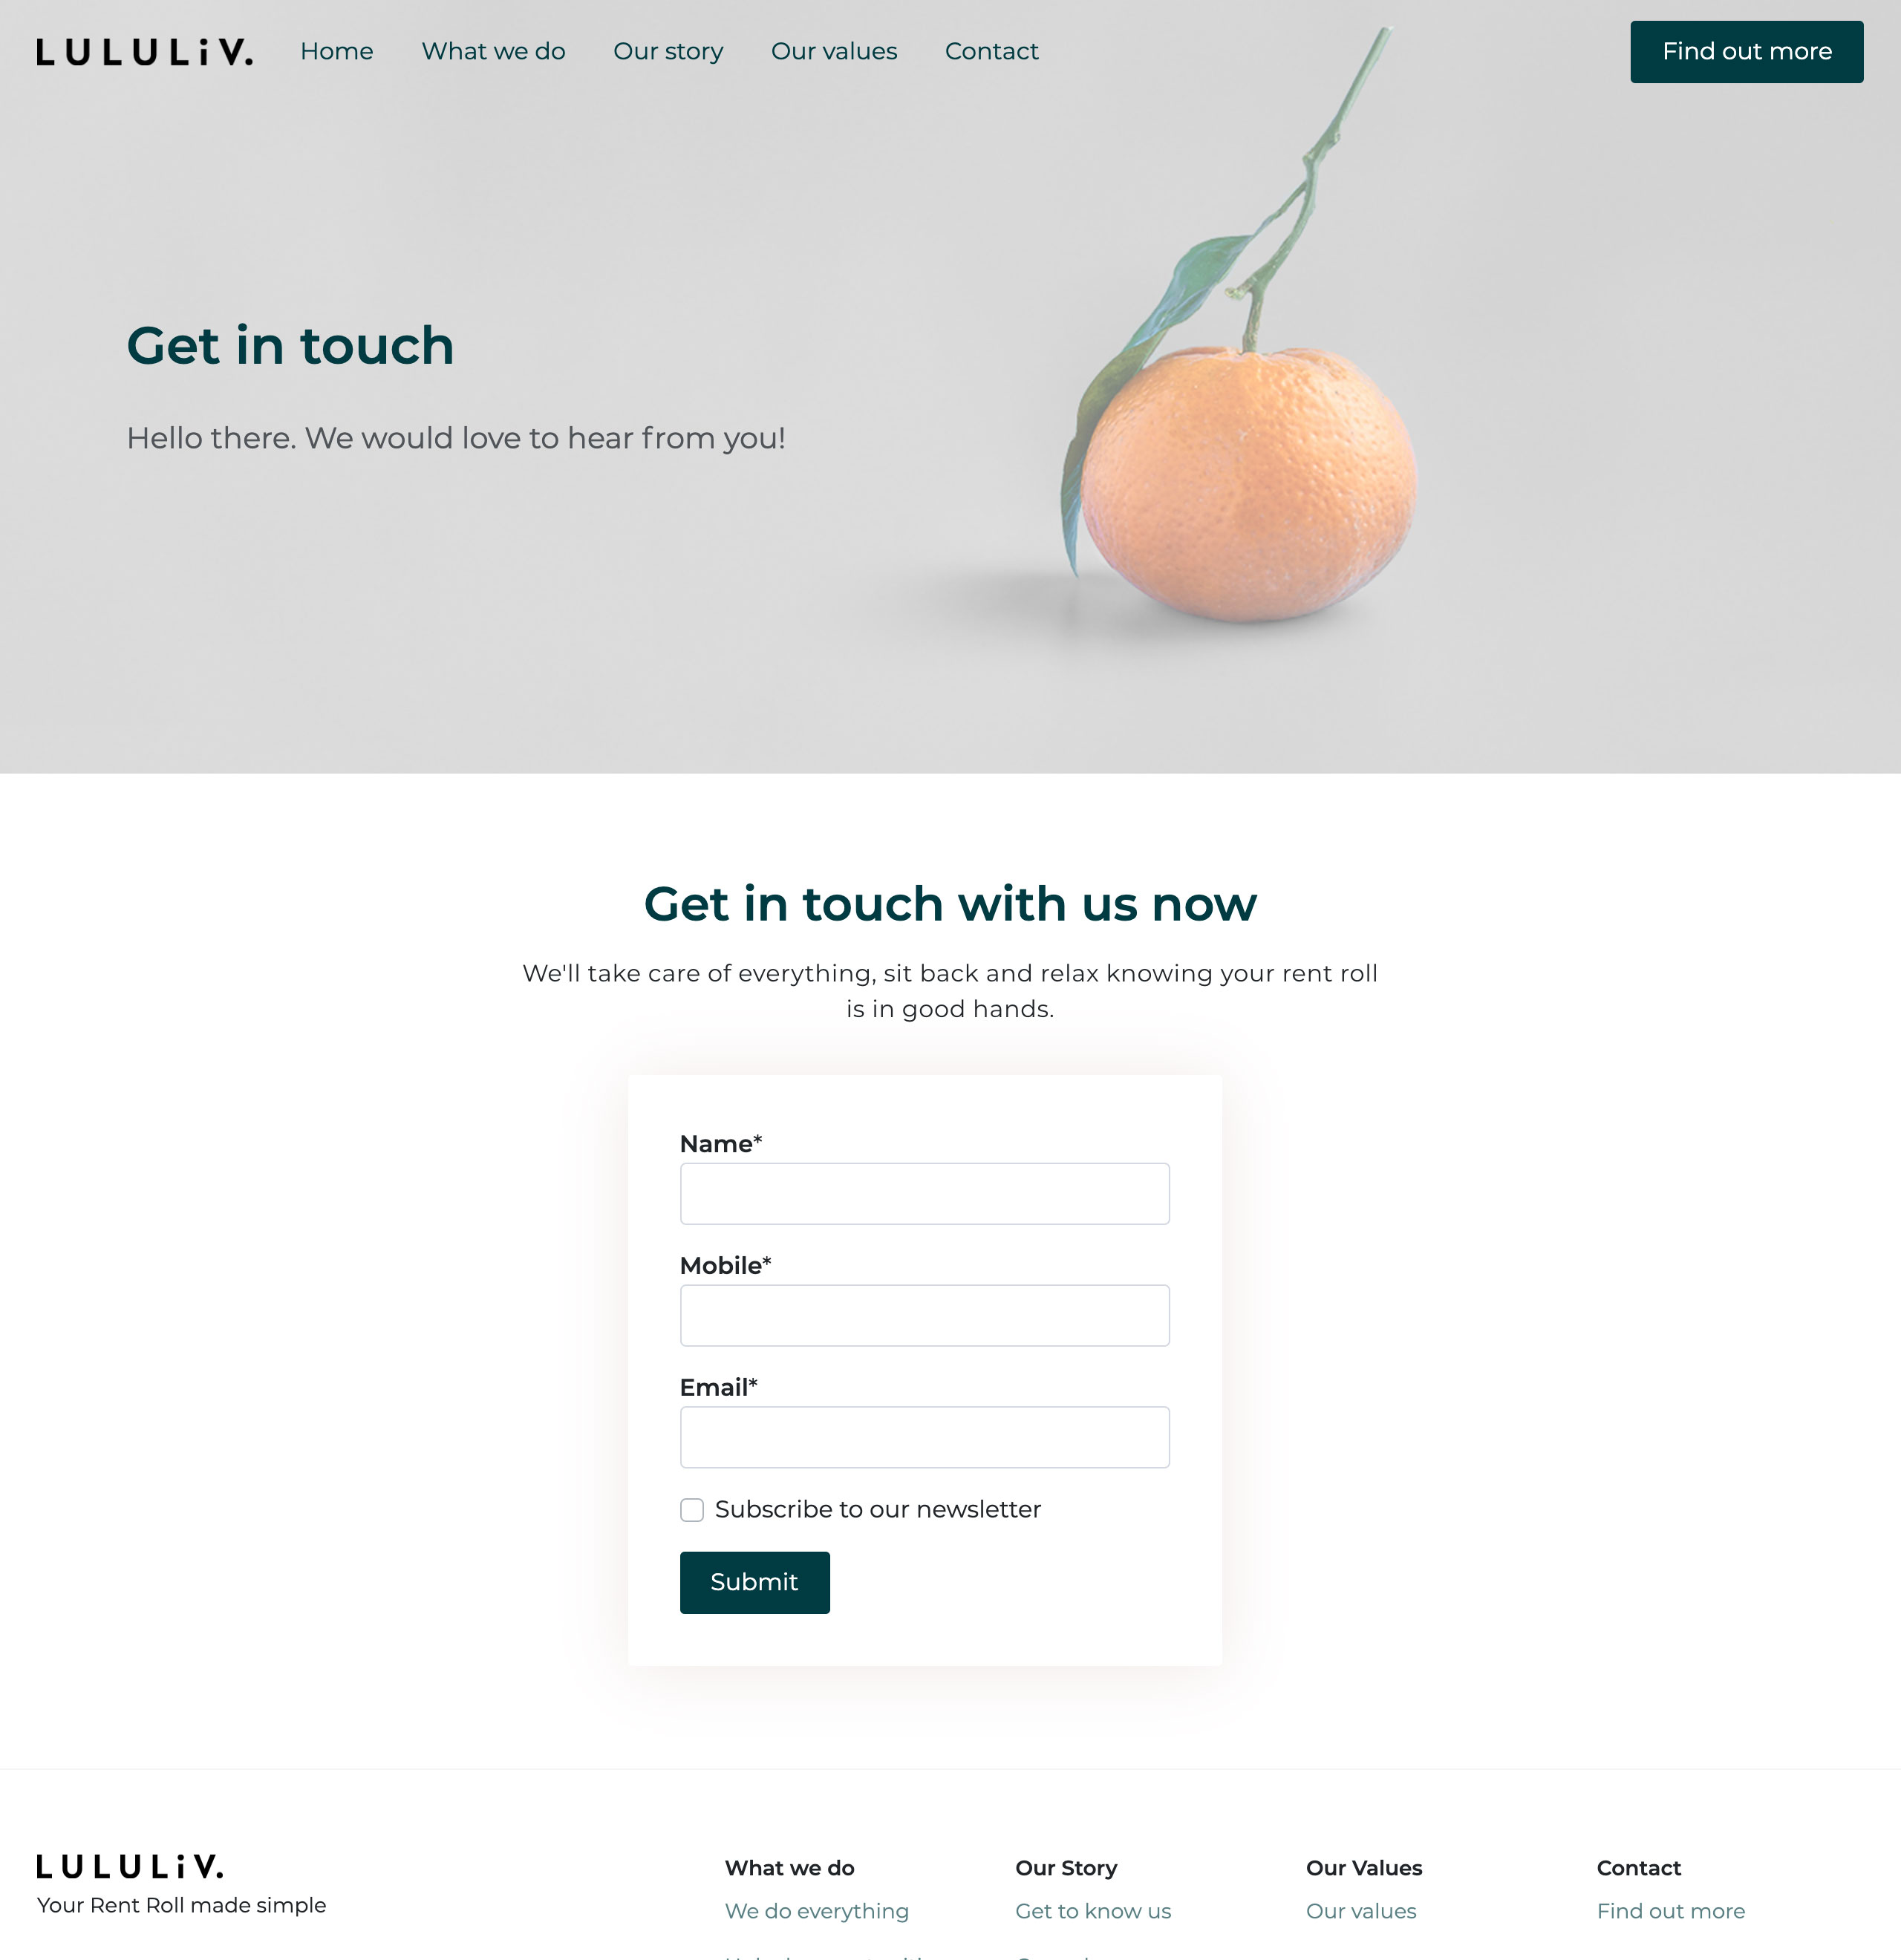 LULULiV.
Home
What we do
Our story
Our values
Contact
Find out more
Get in touch
Hello there. We would love to hear from you!
Get in touch with us now
We'll take care of everything, sit back and relax knowing your rent roll
is in good hands.
Name*
Mobile*
Email*
Subscribe to our newsletter
Submit
LULULiV.
Your Rent Roll made simple
What we do
We do everything
Our Story
Get to know us
Our Values
Our values
Contact
Find out more